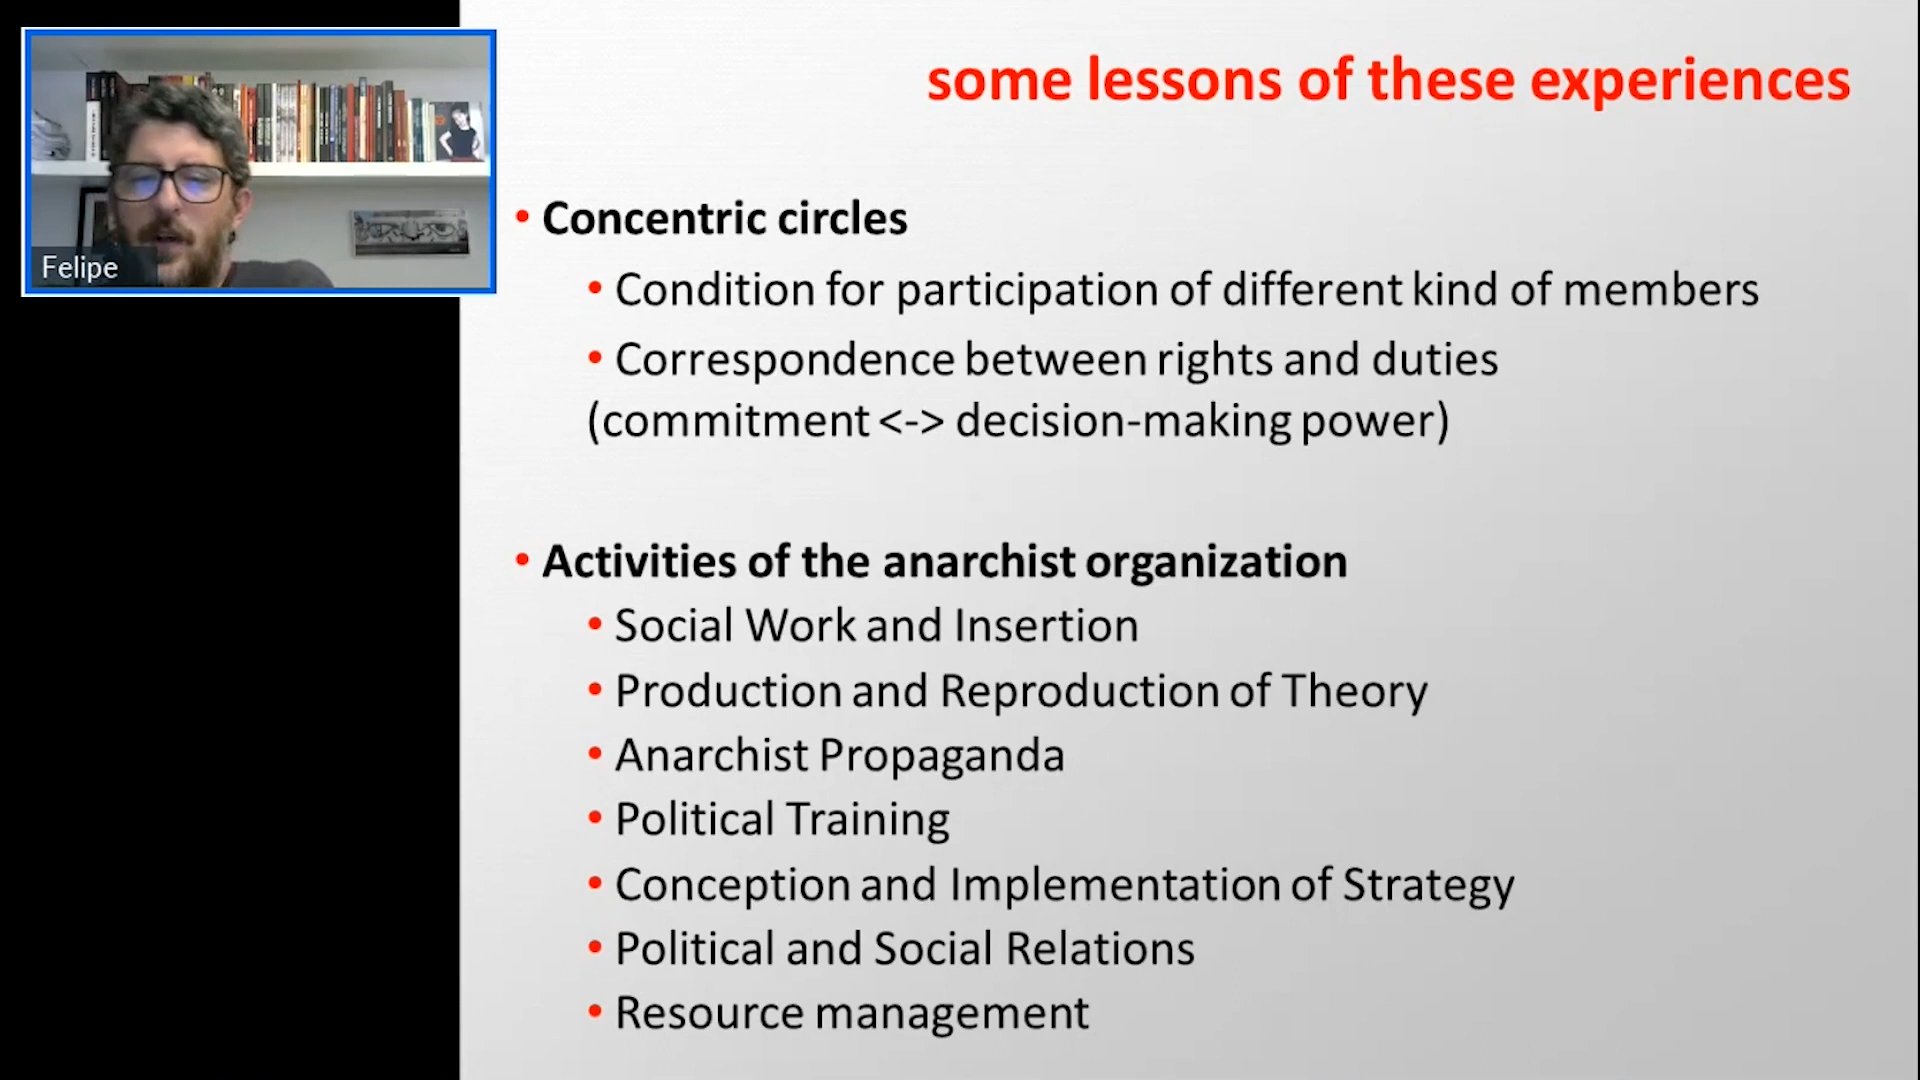 some lessons of these experiences
Felipe
• Concentric circles
• Condition for participation of different kind of members
• Correspondence between rights and duties
(commitment <-> decision-making power)
• Activities of the anarchist organization
• Social Work and Insertion
• Production and Reproduction of Theory
• Anarchist Propaganda
• Political Training
• Conception and Implementation of Strategy
• Political and Social Relations
• Resource management